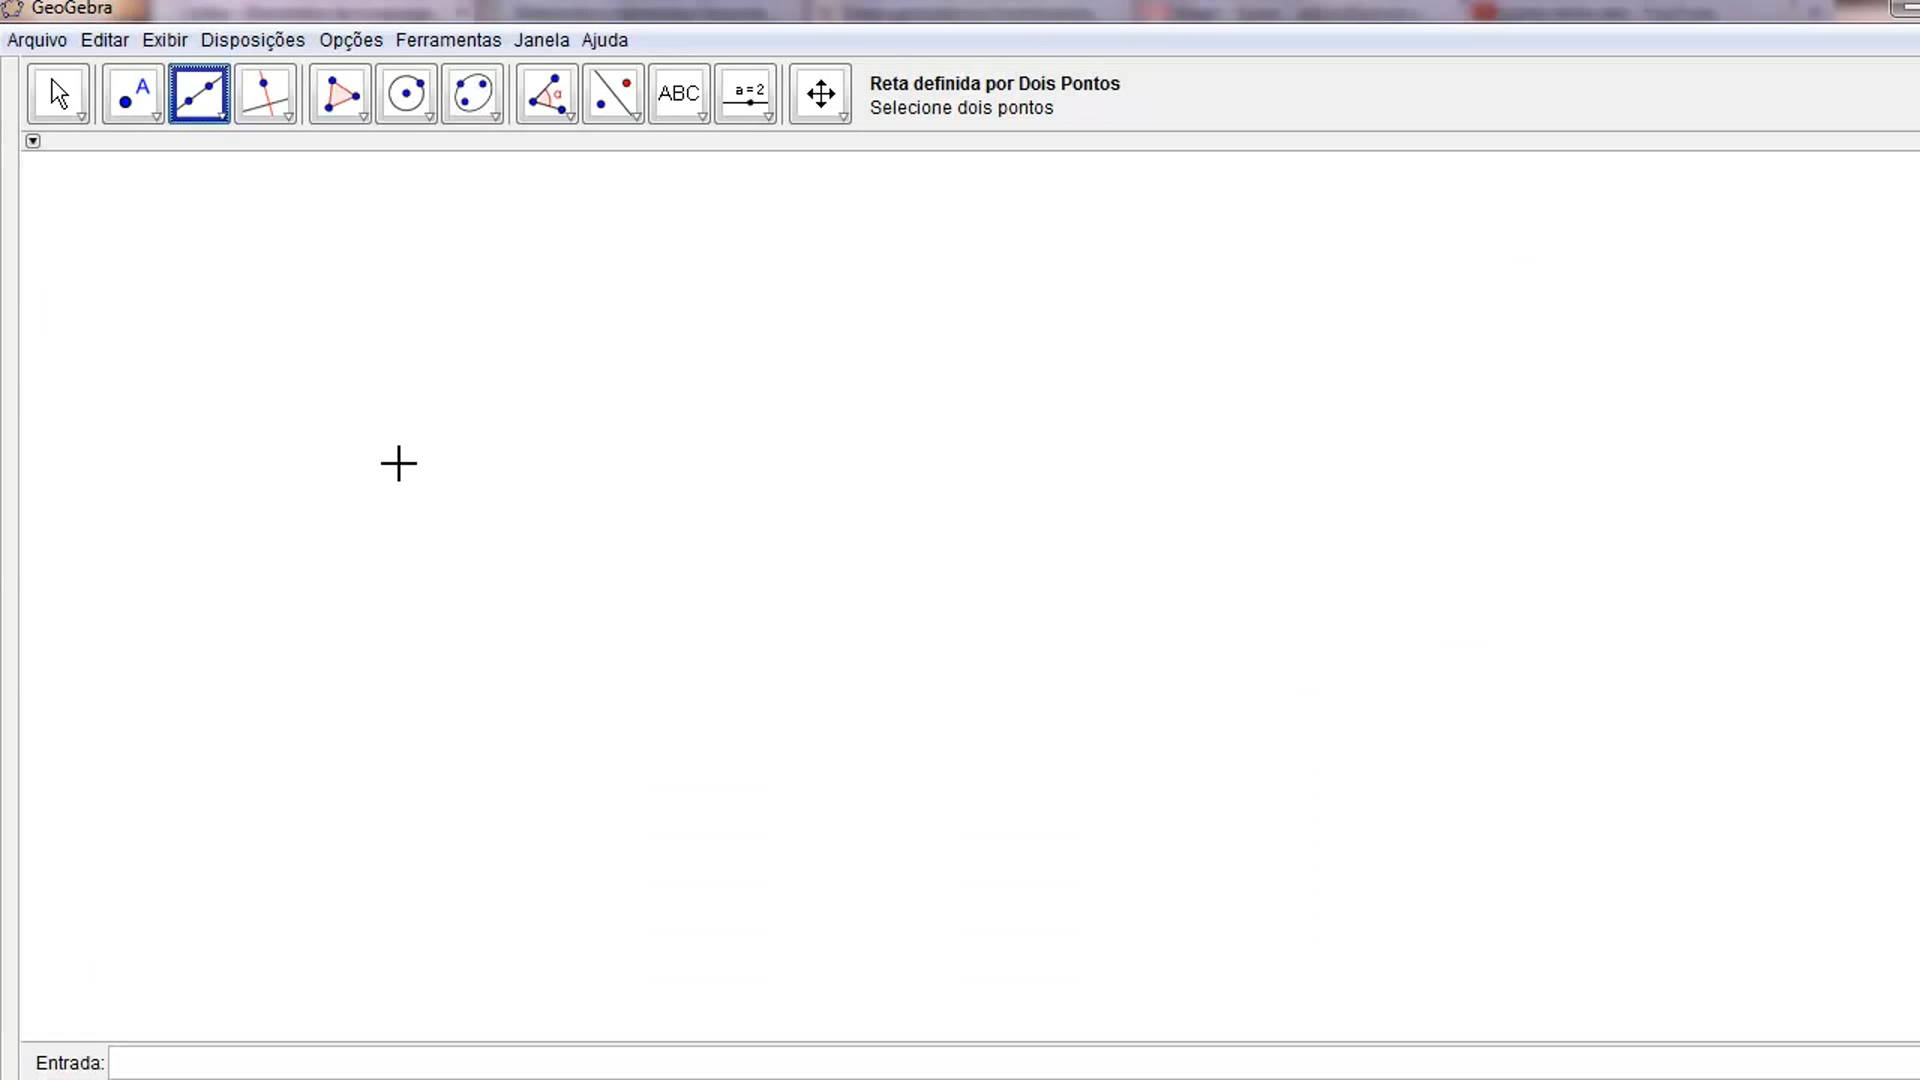 GeoGebra
Arquivo Editar Exibir Disposições Opções Ferramentas Janela Ajuda
A
α
ABC
a = 2
Reta definida por Dois Pontos
Selecione dois pontos
Entrada: